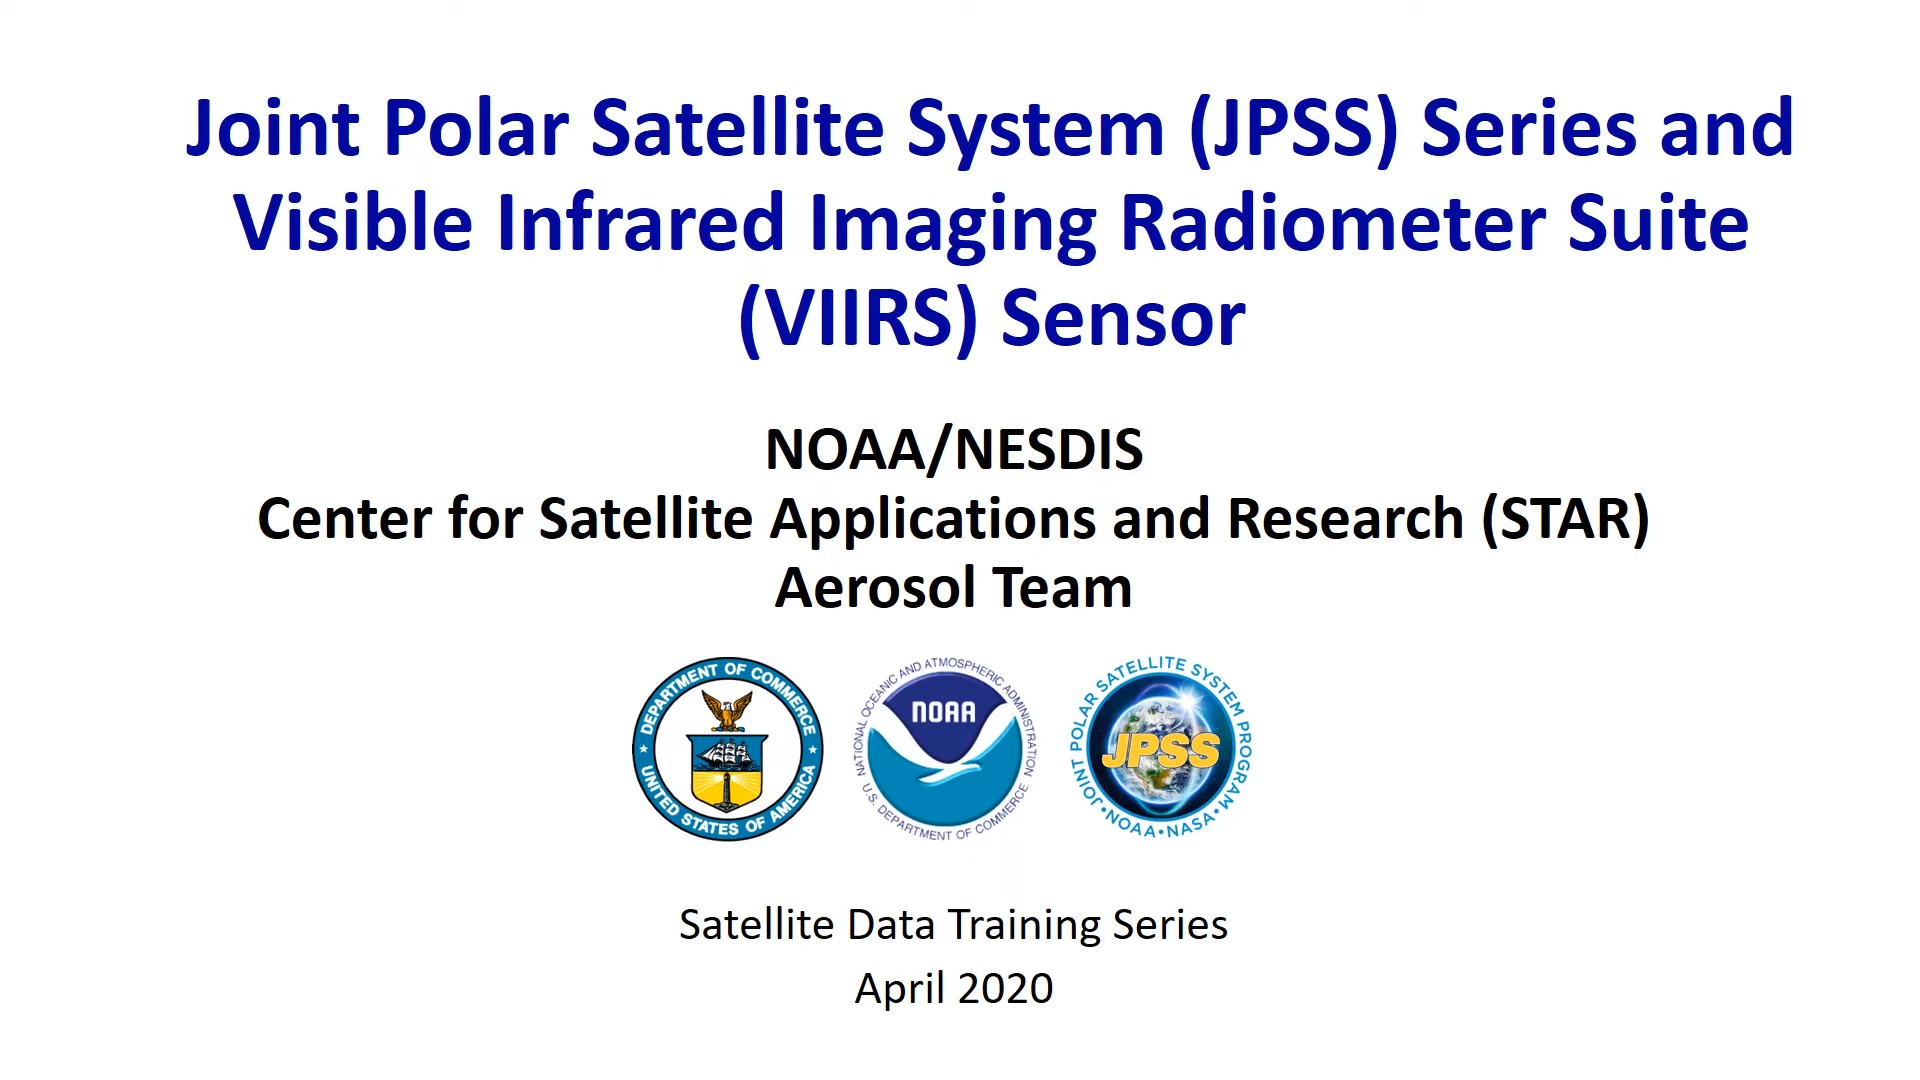 Joint Polar Satellite System (JPSS) Series and
Visible Infrared Imaging Radiometer Suite
(VIIRS) Sensor
NOAA/NESDIS
Center for Satellite Applications and Research (STAR)
Aerosol Team
DEPARTMENT OF COMMERCE
UNITED STATES OF AMERICA
NATIONAL OCEANIC AND ATMOSPHERIC ADMINISTRATION
NOAA
U.S. DEPARTMENT OF COMMERCE
JOINT POLAR SATELLITE SYSTEM PROGRAM
JPSS
•NOAA•NASA•
Satellite Data Training Series
April 2020